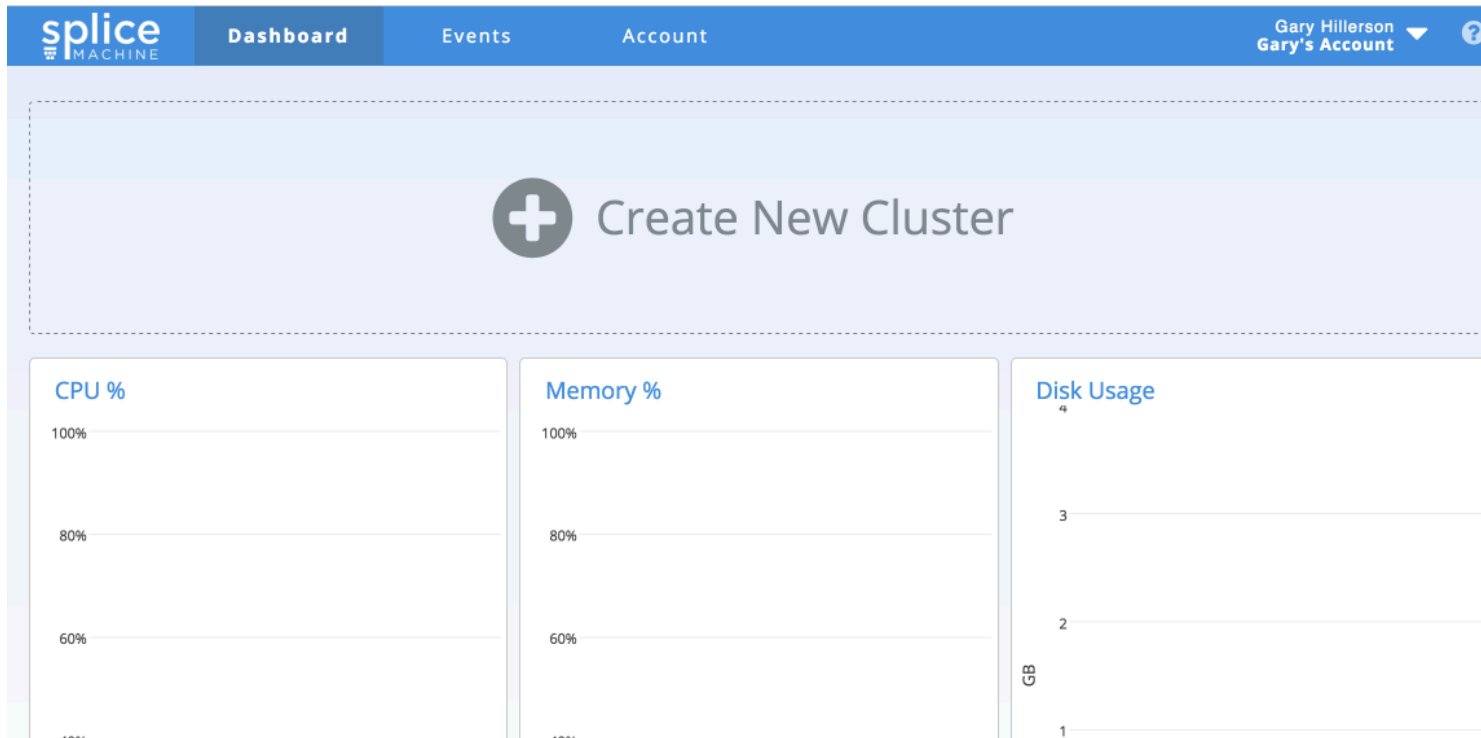 splice
MACHINE
Dashboard
Events
Account
Gary Hillerson
Gary's Account
?
Create New Cluster
CPU %
100%
80%
60%
Memory %
100%
80%
60%
Disk Usage
4
3
2
1
GB